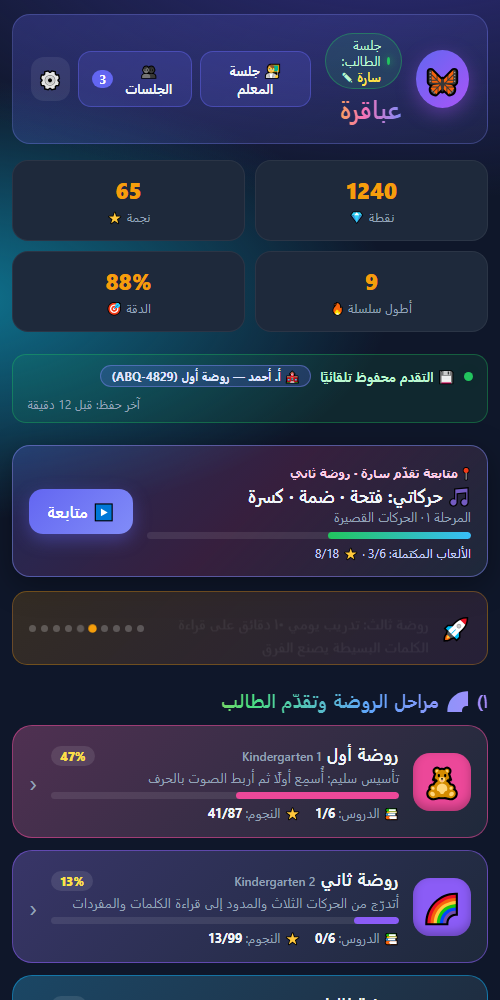 جلسة الطالب: سارة
عباقرة
جلسة المعلم
الجلسات
3
1240
نقطة
65
نجمة
9
أطول سلسلة
88%
الدقة
التقدم محفوظ تلقائيًا
أ. أحمد — روضة أول (ABQ-4829)
آخر حفظ: قبل 12 دقيقة
متابعة تقدّم سارة - روضة ثاني
حركاتي: فتحة · ضمة · كسرة
المرحلة ١ · الحركات القصيرة
الألعاب المكتملة: 3/6 · 8/18
متابعة
روضة ثالث: تدريب يومي ١٠ دقائق على قراءة
الكلمات البسيطة يصنع الفرق
١) مراحل الروضة وتقدّم الطالب
روضة أول Kindergarten 1
47%
تأسيس سليم: أسمع أولًا ثم أربط الصوت بالحرف
الدروس: 1/6 النجوم: 41/87
روضة ثاني Kindergarten 2
13%
أتدرّج من الحركات الثلاث والمدود إلى قراءة الكلمات والمفردات
الدروس: 0/6 النجوم: 13/99